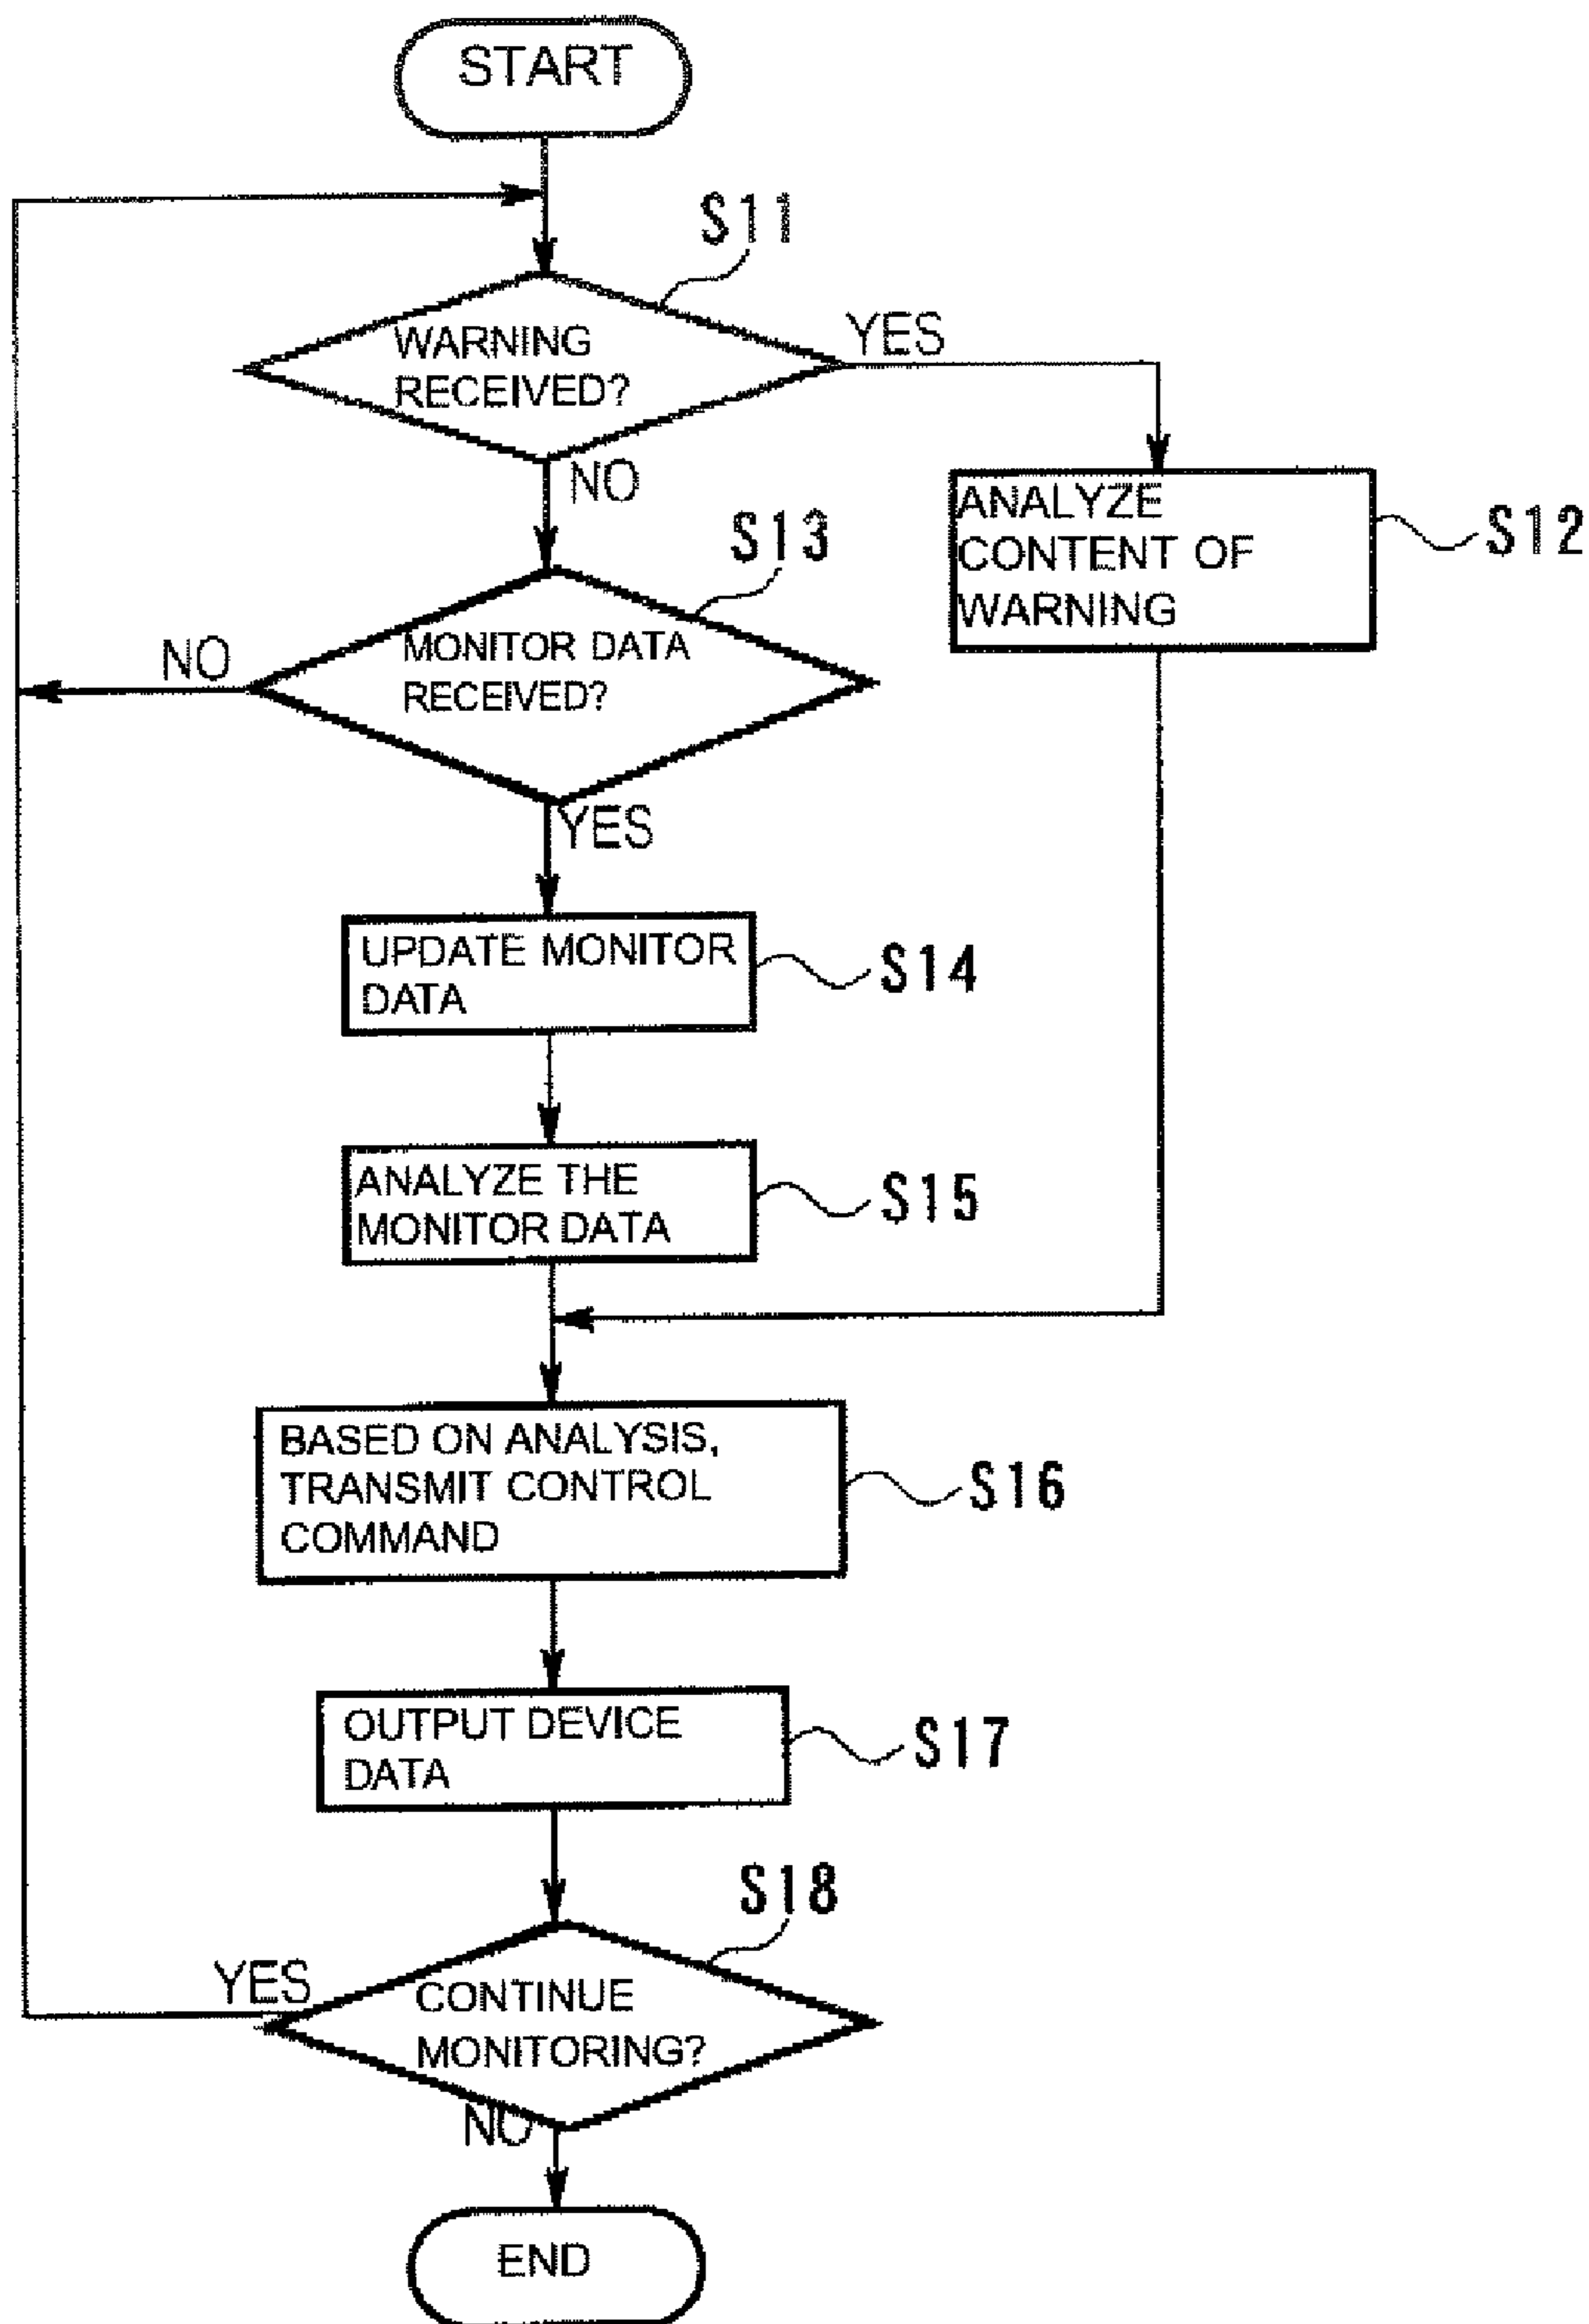 START
S11
WARNING
RECEIVED?
YES
NO
ANALYZE
CONTENT OF
WARNING
S12
S13
MONITOR DATA
RECEIVED?
NO
YES
UPDATE MONITOR
DATA
S14
ANALYZE THE
MONITOR DATA
S15
BASED ON ANALYSIS,
TRANSMIT CONTROL
COMMAND
S16
OUTPUT DEVICE
DATA
S17
S18
YES
CONTINUE
MONITORING?
NO
END